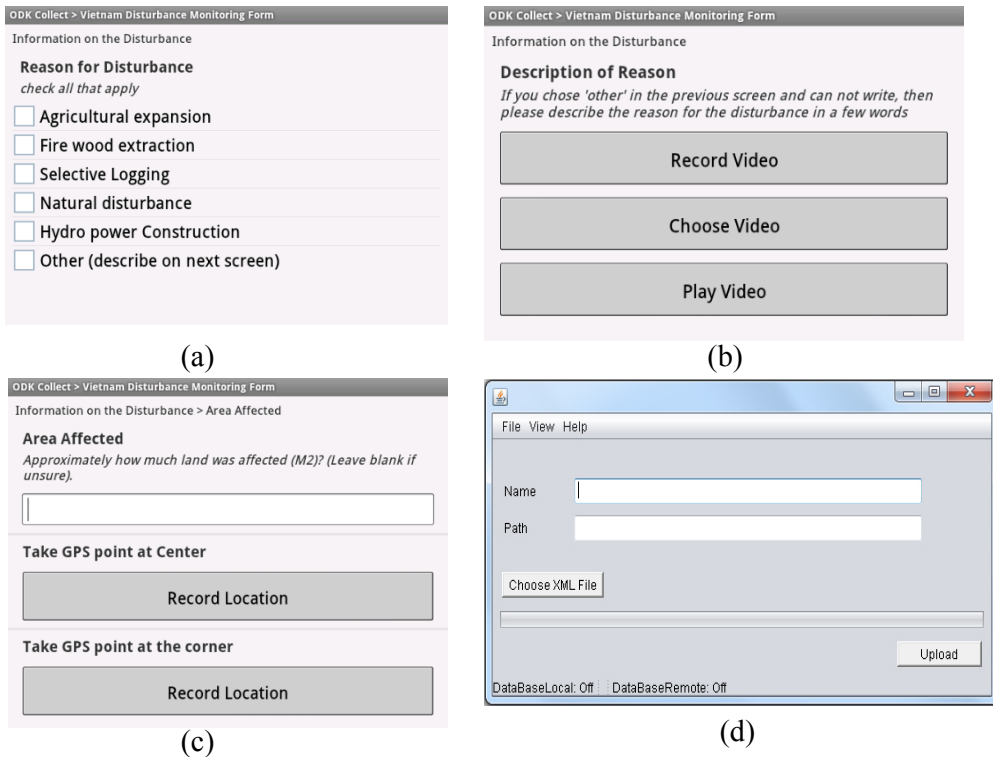 ODK Collect > Vietnam Disturbance Monitoring Form
Information on the Disturbance
Reason for Disturbance
check all that apply
Agricultural expansion
Fire wood extraction
Selective Logging
Natural disturbance
Hydro power Construction
Other (describe on next screen)
(a)
ODK Collect > Vietnam Disturbance Monitoring Form
Information on the Disturbance
Description of Reason
If you chose 'other' in the previous screen and can not write, then
please describe the reason for the disturbance in a few words
Record Video
Choose Video
Play Video
(b)
ODK Collect > Vietnam Disturbance Monitoring Form
Information on the Disturbance > Area Affected
Area Affected
Approximately how much land was affected (M2)? (Leave blank if
unsure).
Take GPS point at Center
Record Location
Take GPS point at the corner
Record Location
(c)
File View Help
Name
Path
Choose XML File
Upload
DataBaseLocal: Off DataBaseRemote: Off
(d)